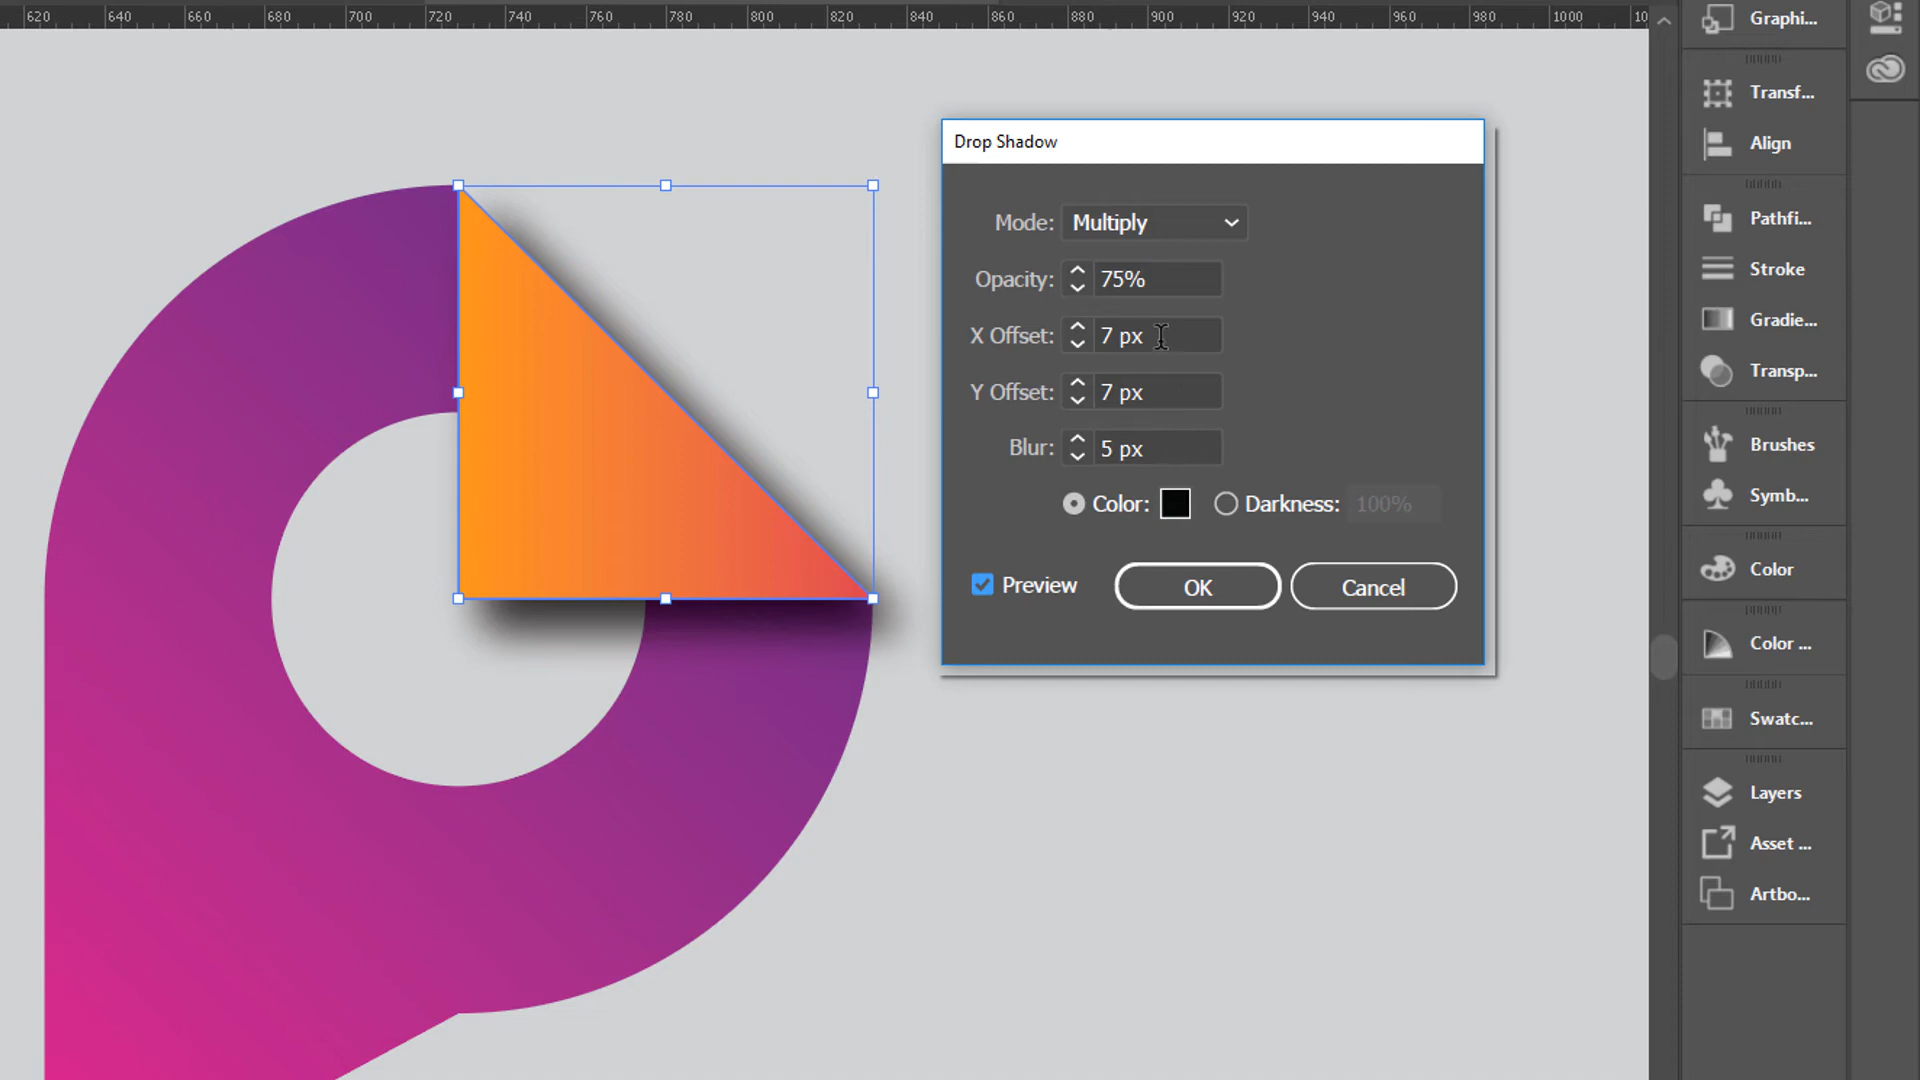 620 640 660 680 700 720 740 760 780 800 820 840 860 880 900 920 940 960 980 1000 10
Graphi...
Transf...
Align
Pathfi...
Stroke
Gradie...
Transp...
Brushes
Symb...
Color
Color ...
Swatc...
Layers
Asset ...
Artbo...
Drop Shadow
Mode: Multiply
Opacity: 75%
X Offset: 7 px
Y Offset: 7 px
Blur: 5 px
Color: Darkness: 100%
Preview OK Cancel